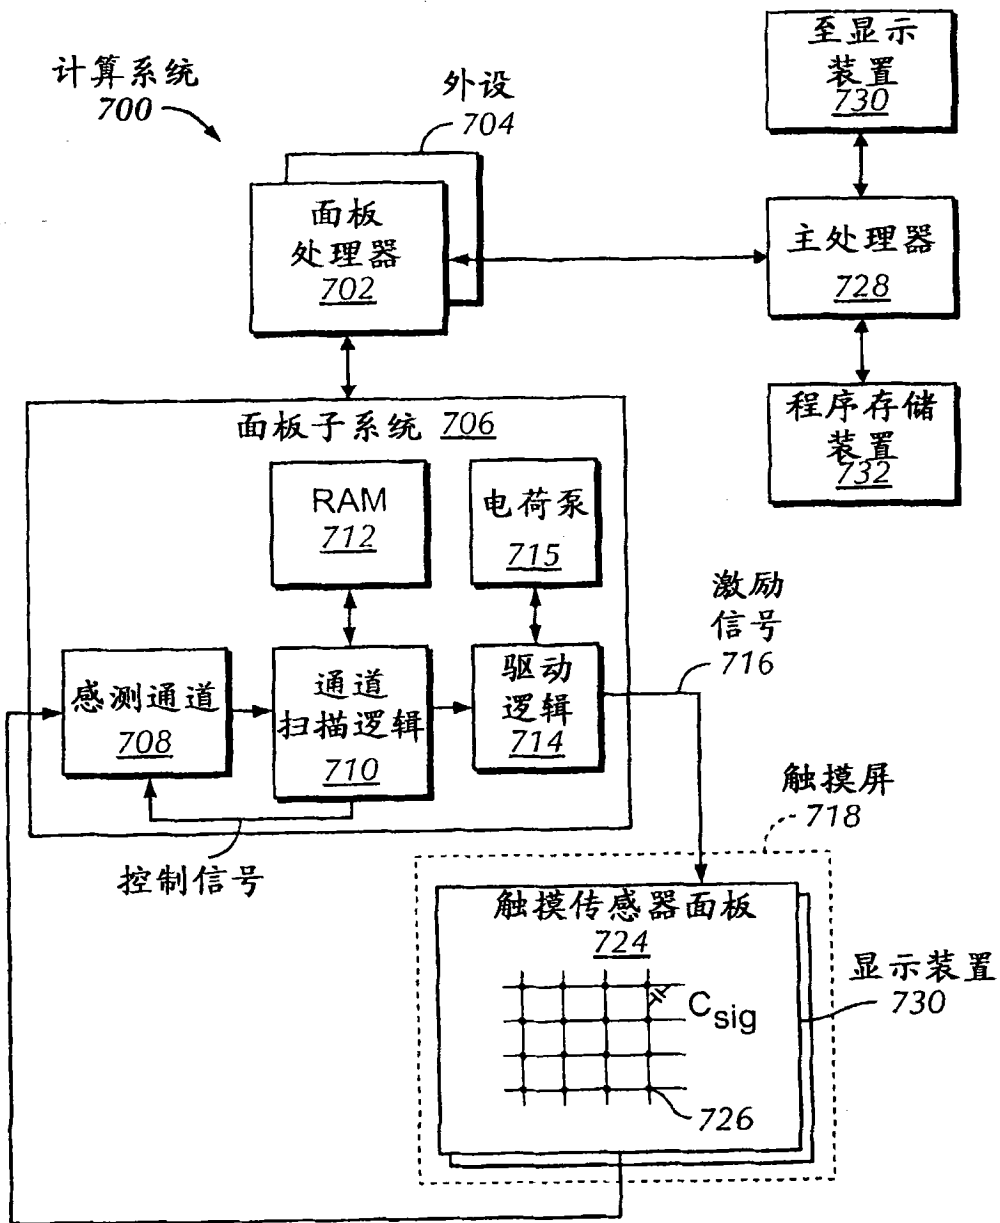 计算系统
700
外设
704
至显示
装置
730
面板
处理器
702
主处理器
728
程序存储
装置
732
面板子系统 706
RAM
712
电荷泵
715
感测通道
708
通道
扫描逻辑
710
驱动
逻辑
714
激励
信号
716
控制信号
触摸屏
718
触摸传感器面板
724
Csig
726
显示装置
730